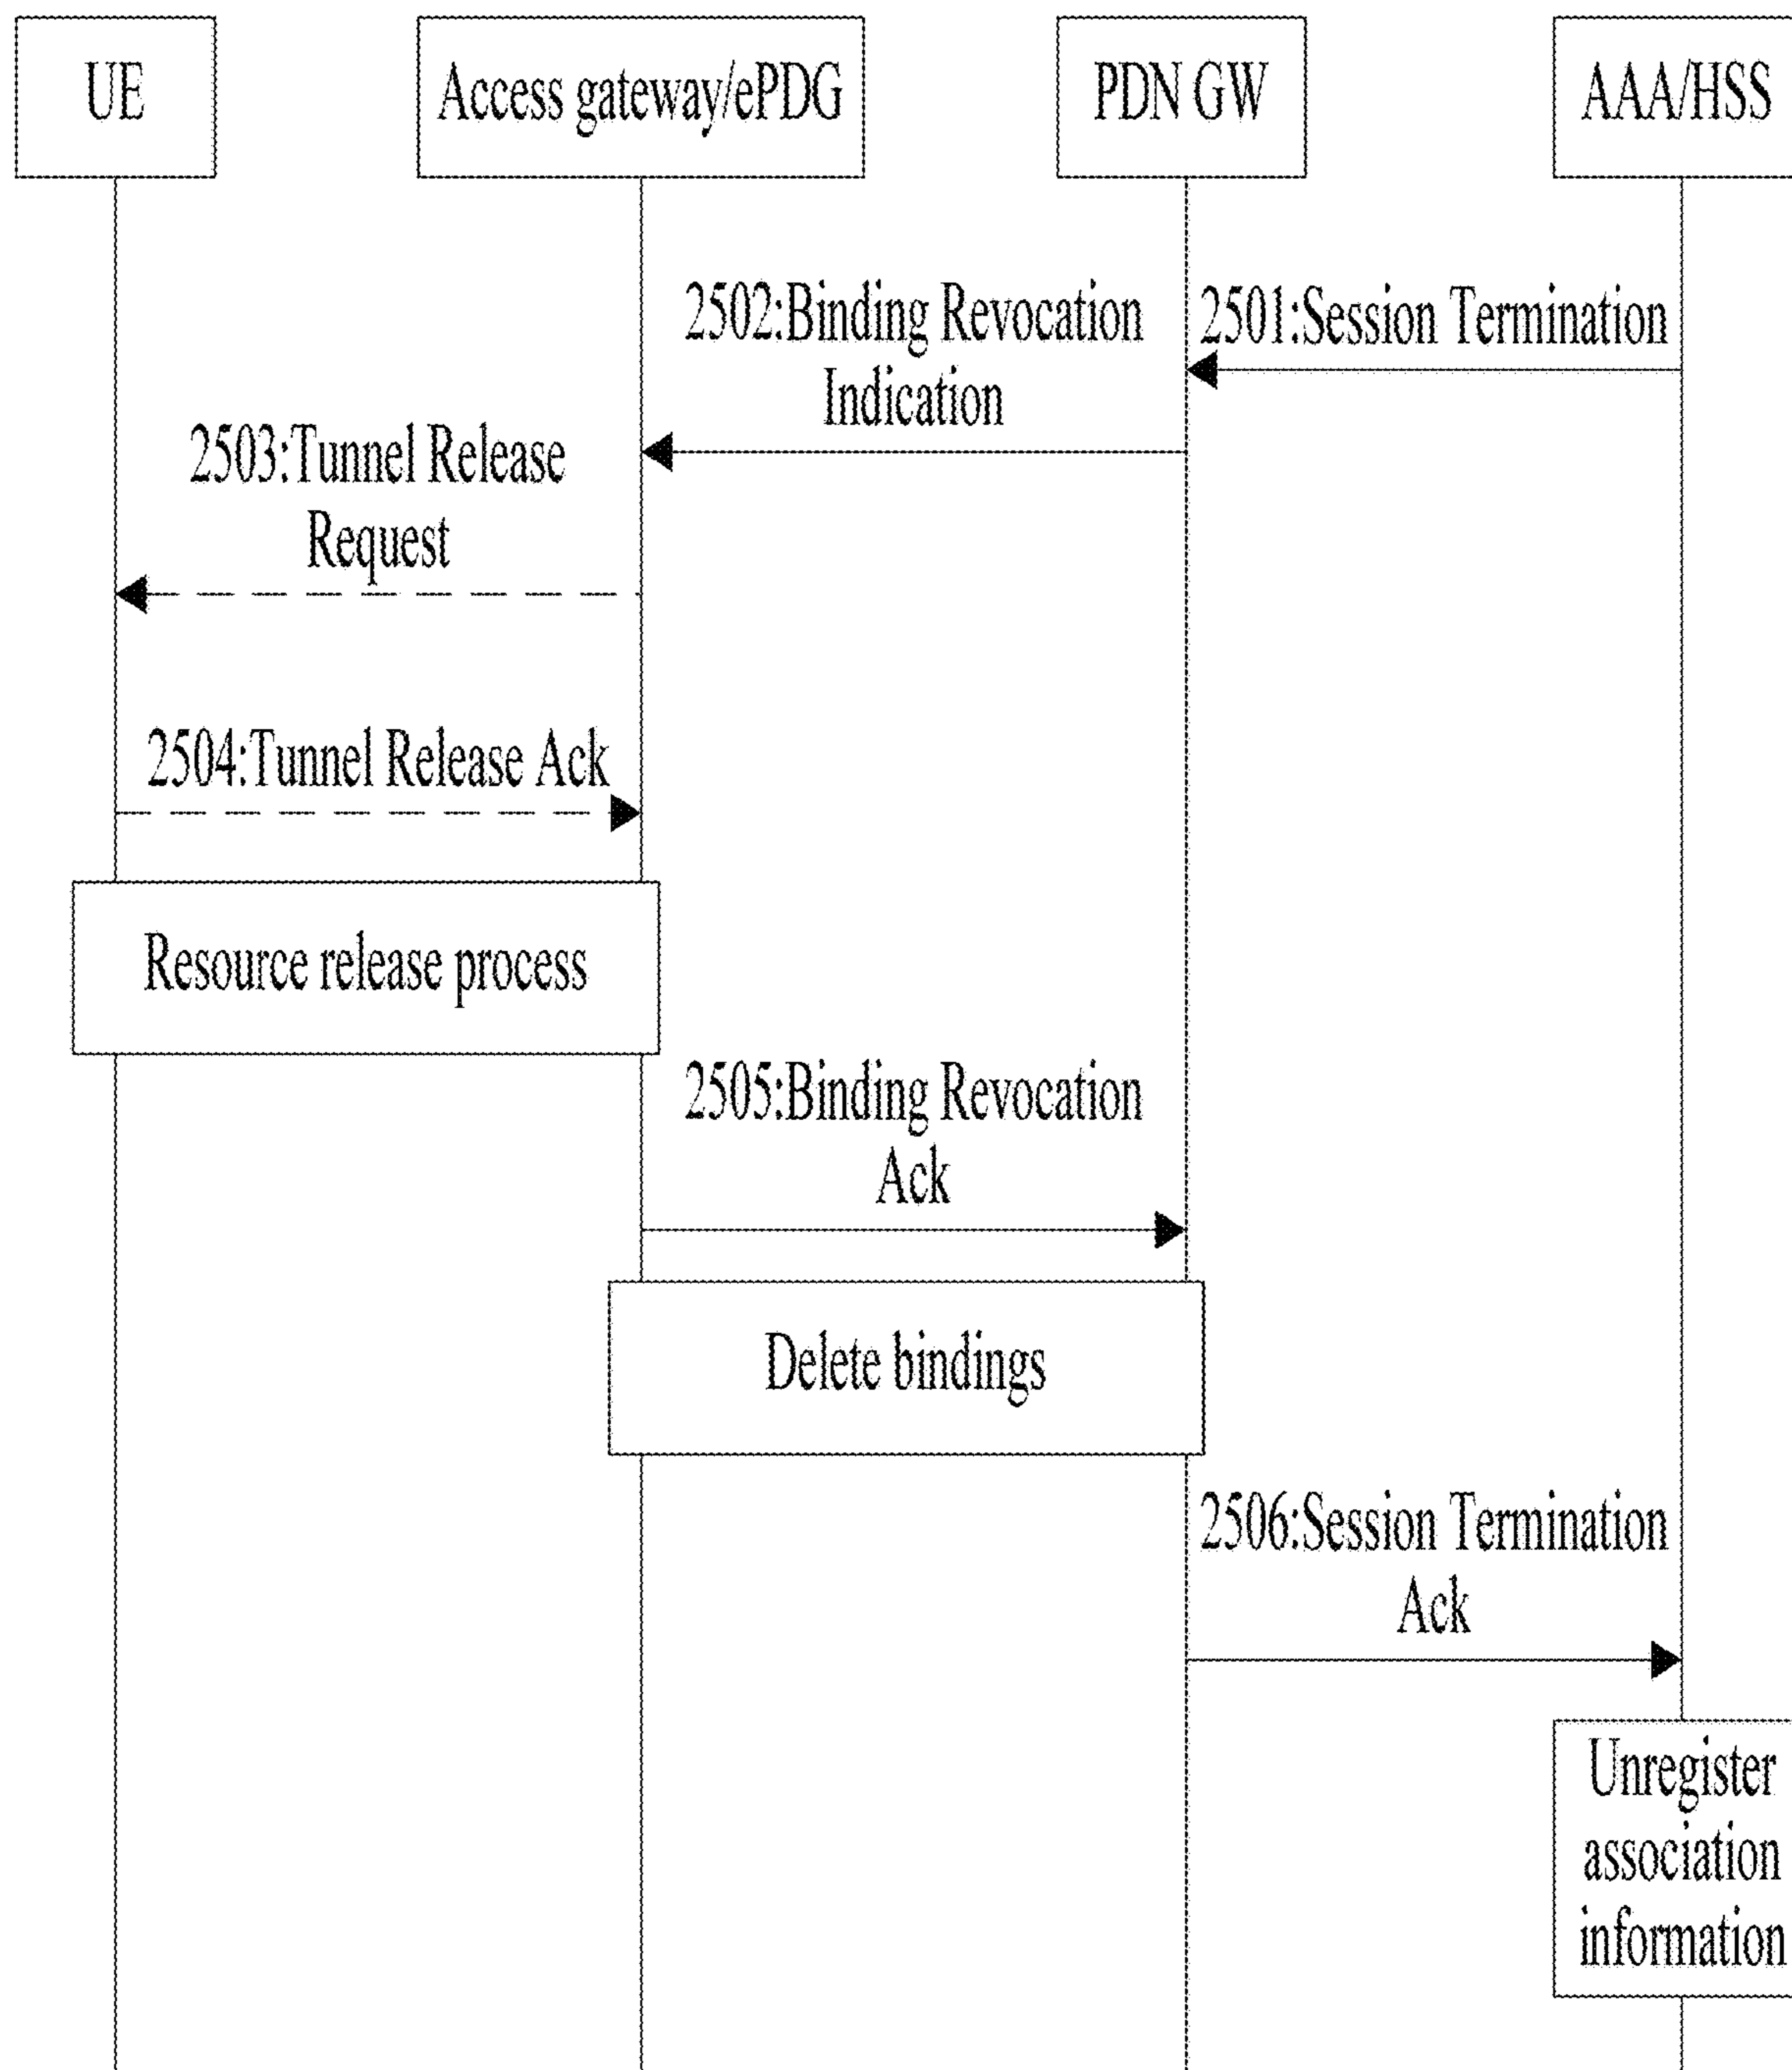 UE
Access gateway/ePDG
PDN GW
AAA/HSS
2501:Session Termination
2502:Binding Revocation
Indication
2503:Tunnel Release
Request
2504:Tunnel Release Ack
Resource release process
2505:Binding Revocation
Ack
Delete bindings
2506:Session Termination
Ack
Unregister
association
information